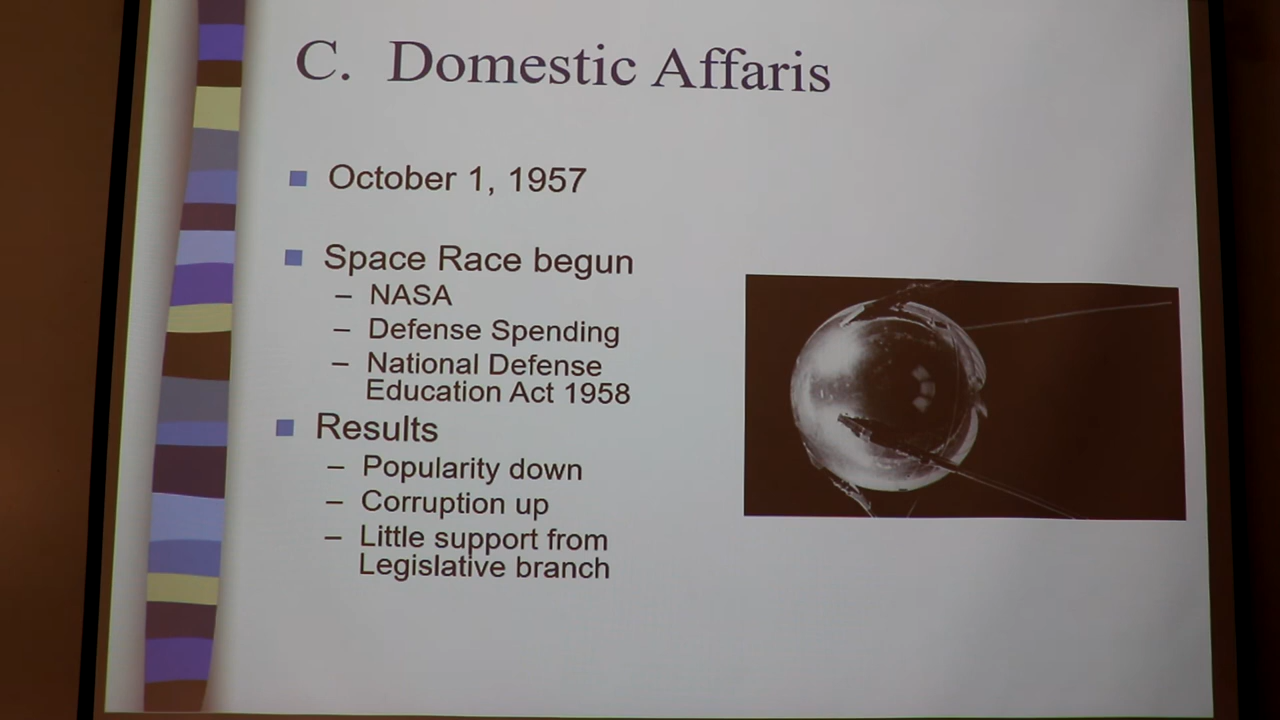 C. Domestic Affaris
October 1, 1957
Space Race begun
– NASA
– Defense Spending
– National Defense
Education Act 1958
Results
– Popularity down
– Corruption up
– Little support from
Legislative branch